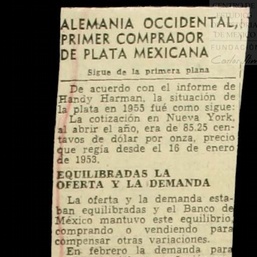 ALEMANIA OCCIDENTAL,
PRIMER COMPRADOR
DE PLATA MEXICANA
Sigue de la primera plana
De acuerdo con el informe de
Handy Harman, la situación de
la plata en 1953 fué como sigue:
La cotización en Nueva York,
al abrir el año, era de 85.25 cen-
tavos de dólar por onza, precio
que regía desde el 16 de enero
de 1953.
EQUILIBRADAS LA
OFERTA Y LA DEMANDA
La oferta y la demanda esta-
ban equilibradas y el Banco de
México mantuvo este equilibrio,
comprando o vendiendo para
compensar otras variaciones.
En febrero la demanda para